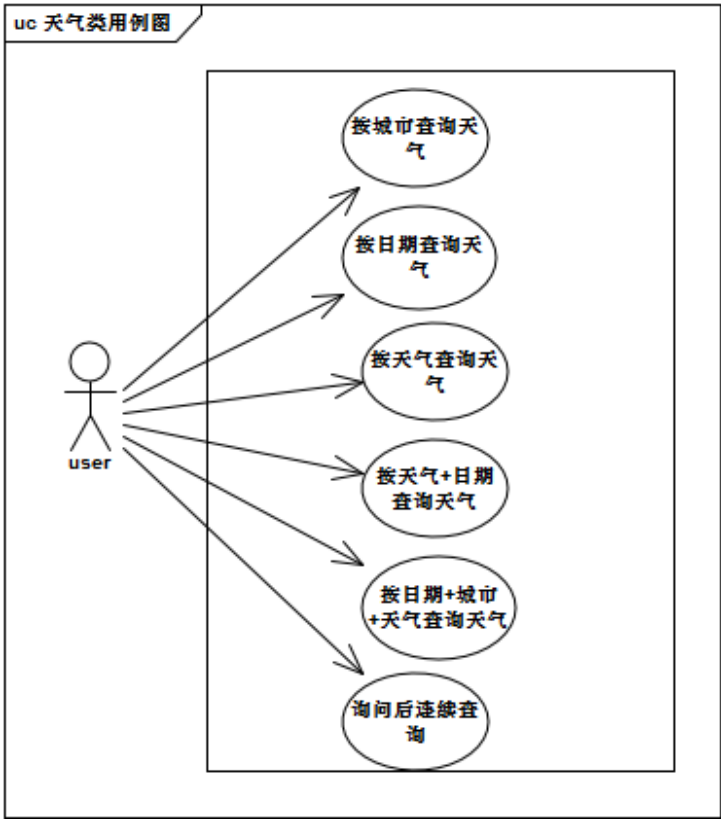 uc 天气类用例图
按城市查询天
气
按日期查询天
气
按天气查询天
气
user
按天气+日期
查询天气
按日期+城市
+天气查询天气
询问后连续查
询